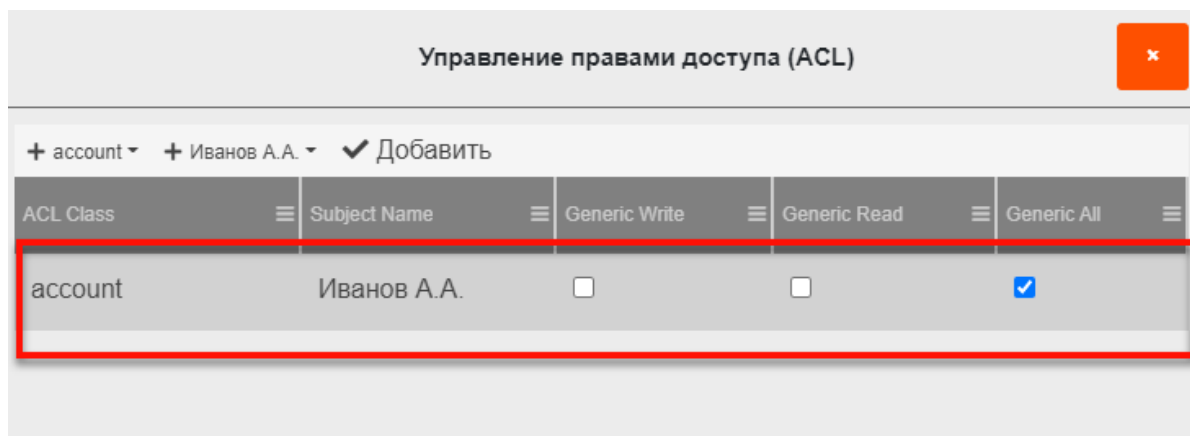 Управление правами доступа (ACL)
+ account + Иванов А.А. Добавить
ACL Class Subject Name Generic Write Generic Read Generic All
account Иванов А.А.